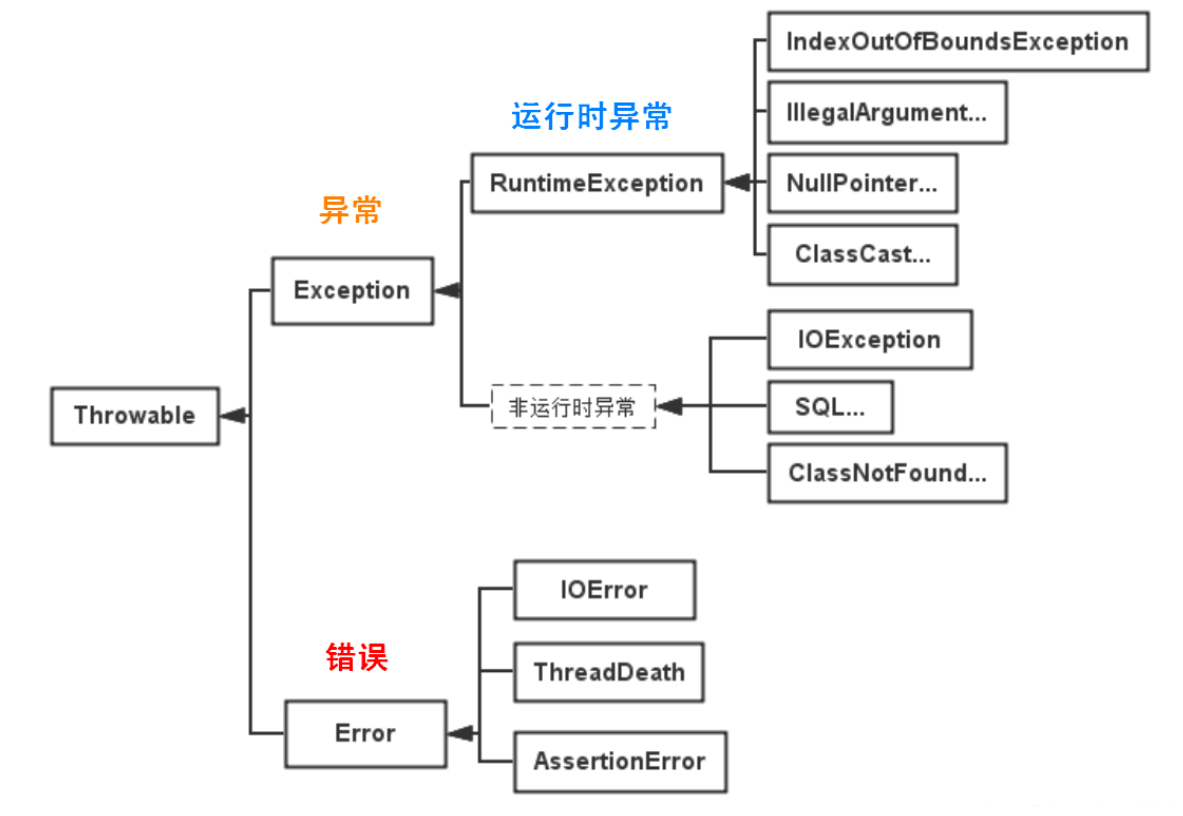 IndexOutOfBoundsException
运行时异常
IllegalArgument...
RuntimeException
NullPointer...
异常
ClassCast...
Exception
IOException
Throwable
非运行时异常
SQL...
ClassNotFound...
IOError
错误
ThreadDeath
Error
AssertionError